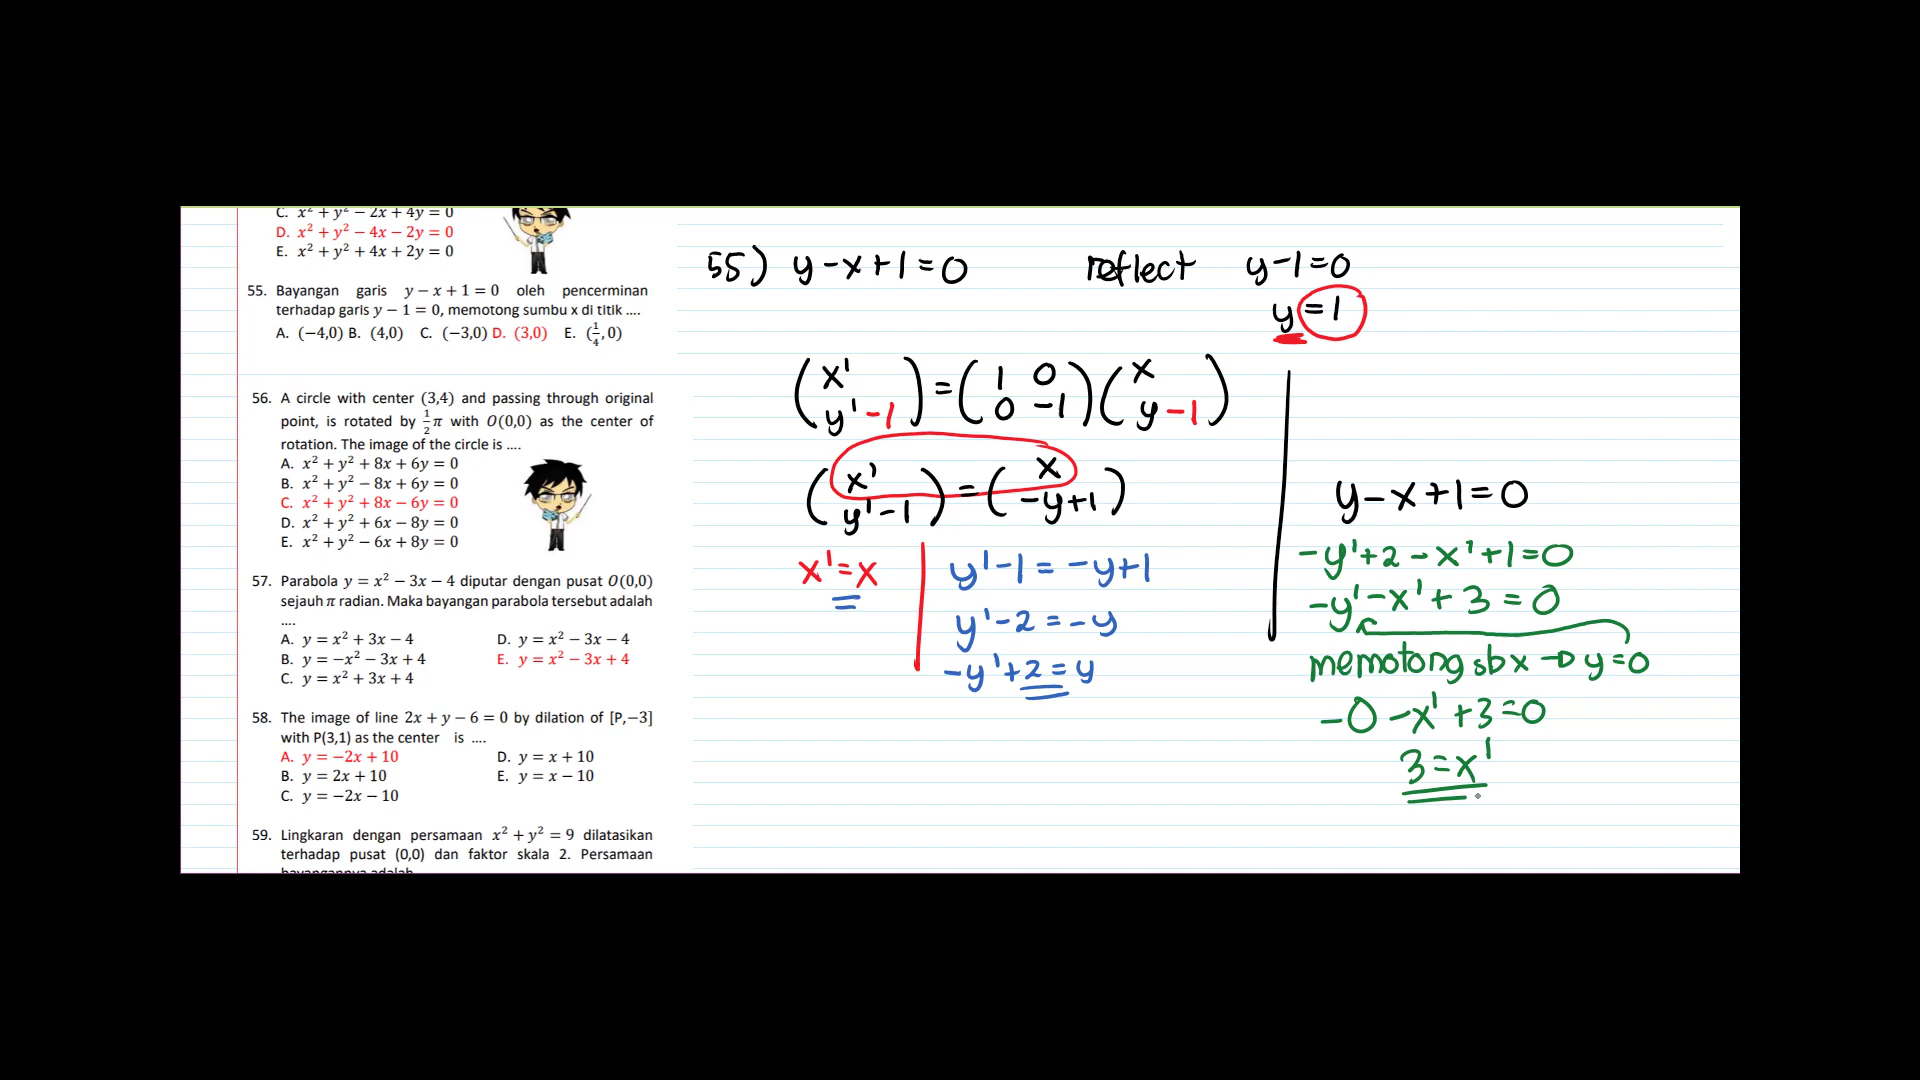 C. x² + y² − 2x + 4y = 0
D. x² + y² − 4x − 2y = 0
E. x² + y² + 4x + 2y = 0
55. Bayangan garis y − x + 1 = 0 oleh pencerminan
terhadap garis y − 1 = 0, memotong sumbu x di titik ....
A. (−4,0) B. (4,0) C. (−3,0) D. (3,0) E. (1/4, 0)
56. A circle with center (3,4) and passing through original
point, is rotated by 1/2 π with O(0,0) as the center of
rotation. The image of the circle is ....
A. x² + y² + 8x + 6y = 0
B. x² + y² − 8x + 6y = 0
C. x² + y² + 8x − 6y = 0
D. x² + y² + 6x − 8y = 0
E. x² + y² − 6x + 8y = 0
57. Parabola y = x² − 3x − 4 diputar dengan pusat O(0,0)
sejauh π radian. Maka bayangan parabola tersebut adalah
....
A. y = x² + 3x − 4 D. y = x² − 3x − 4
B. y = −x² − 3x + 4 E. y = x² − 3x + 4
C. y = x² + 3x + 4
58. The image of line 2x + y − 6 = 0 by dilation of [P,−3]
with P(3,1) as the center is ....
A. y = −2x + 10 D. y = x + 10
B. y = 2x + 10 E. y = x − 10
C. y = −2x − 10
59. Lingkaran dengan persamaan x² + y² = 9 dilatasikan
terhadap pusat (0,0) dan faktor skala 2. Persamaan
bayangannya adalah
55) y − x + 1 = 0 reflect y − 1 = 0
y = 1
(x' ; y' − 1) = (1 0 ; 0 −1) (x ; y − 1)
(x' ; y' − 1) = (x ; −y + 1)
x' = x
y' − 1 = −y + 1
y' − 2 = −y
−y' + 2 = y
y − x + 1 = 0
−y' + 2 − x' + 1 = 0
−y' − x' + 3 = 0
memotong sb x → y = 0
−0 − x' + 3 = 0
3 = x'